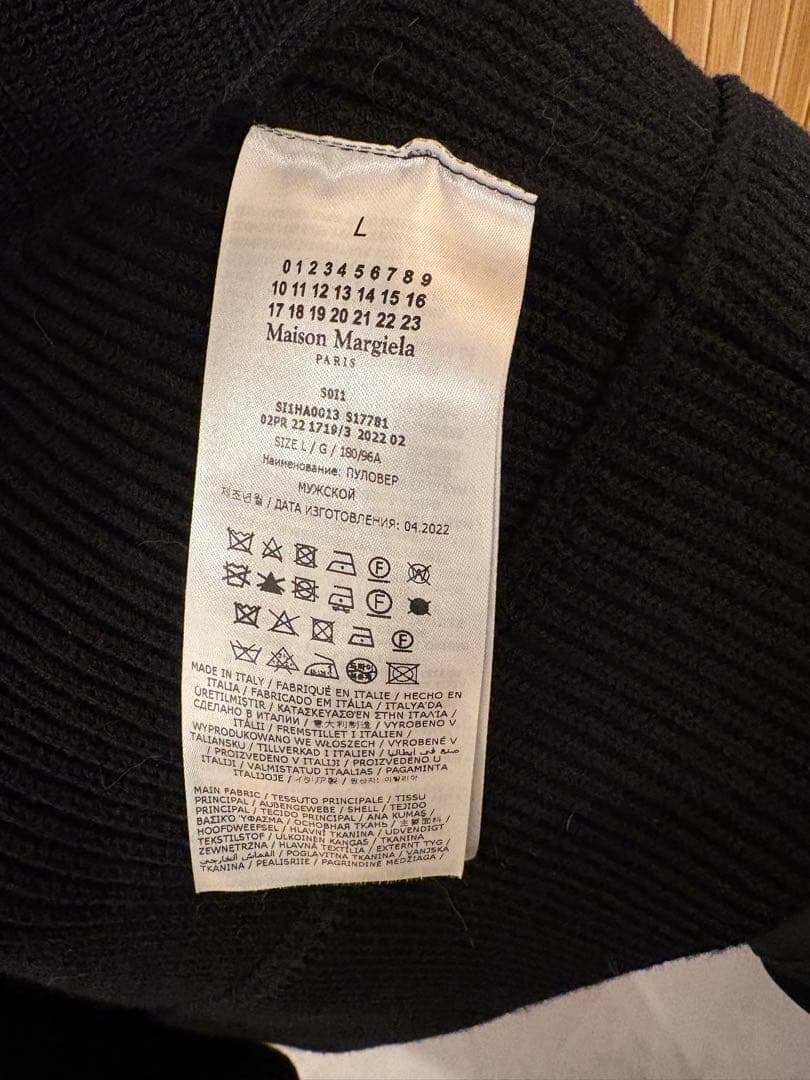 L
0 1 2 3 4 5 6 7 8 9
10 11 12 13 14 15 16
17 18 19 20 21 22 23
Maison Margiela
PARIS
S0I1
SI1HA0013 S17781
02PR 22 1719/3 2022 02
SIZE L / G / 180/96A
Наименование: ПУЛОВЕР
МУЖСКОЙ
제조년월 / ДАТА ИЗГОТОВЛЕНИЯ: 04.2022
F W
F
F
드라이
MADE IN ITALY / FABRIQUÉ EN ITALIE / HECHO EN
ITALIA / FABRICADO EM ITÁLIA / ITALYA'DA
ÜRETILMIŞTIR / ΚΑΤΑΣΚΕΥΑΣΘΕΝ ΣΤΗΝ ΙΤΑΛΙΑ /
СДЕЛАНО В ИТАЛИИ / 意大利制造 / VYROBENO V
ITÁLII / FREMSTILLET I ITALIEN /
WYPRODUKOWANO WE WŁOSZECH / VYROBENÉ V
TALIANSKU / TILLVERKAD I ITALIEN / صنع في ايطاليا
/ PROIZVEDENO V ITALIJI / PROIZVEDENO U
ITALIJI / VALMISTATUD ITAALIAS / PAGAMINTA
ITALIJOJE / イタリア製 / 원산지: 이탈리아
MAIN FABRIC / TESSUTO PRINCIPALE / TISSU
PRINCIPAL / AUßENGEWEBE / SHELL / TEJIDO
PRINCIPAL / TECIDO PRINCIPAL / ANA KUMAŞ /
ΒΑΣΙΚΟ ΎΦΑΣΜΑ / ОСНОВНАЯ ТКАНЬ / 主要面料 /
HOOFDWEEFSEL / HLAVNÍ TKANINA / UDVENDIGT
TEKSTILSTOF / ULKOINEN KANGAS / TKANINA
ZEWNĘTRZNA / HLAVNÁ TEXTÍLIA / EXTERNT TYG /
القماش الخارجي / POGLAVITNA TKANINA / VANJSKA
TKANINA / PEALISRIIE / PAGRINDINĖ MEDŽIAGA /